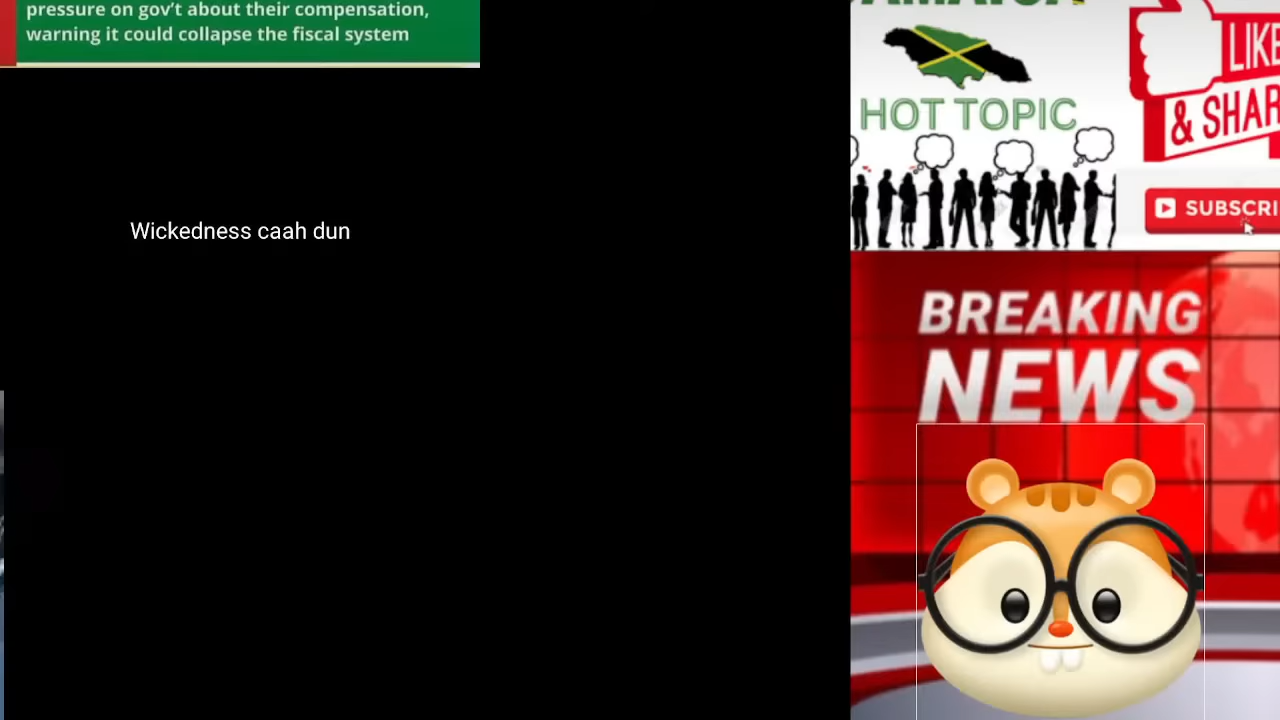 pressure on gov't about their compensation,
warning it could collapse the fiscal system
Wickedness caah dun
JAMAICA
HOT TOPIC
LIKE
& SHAR
SUBSCRI
BREAKING
NEWS